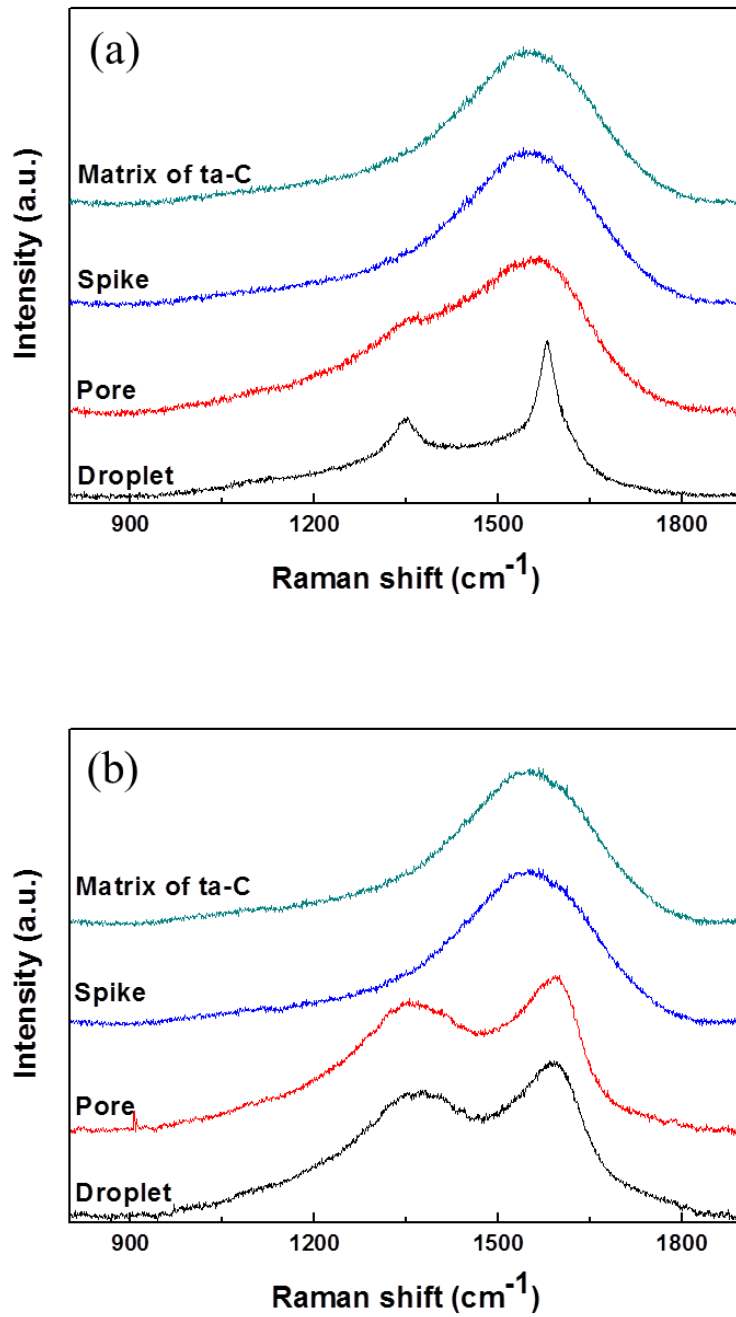 (a)
Matrix of ta-C
Spike
Pore
Droplet
Intensity (a.u.)
900 1200 1500 1800
Raman shift (cm⁻¹)
(b)
Matrix of ta-C
Spike
Pore
Droplet
Intensity (a.u.)
900 1200 1500 1800
Raman shift (cm⁻¹)